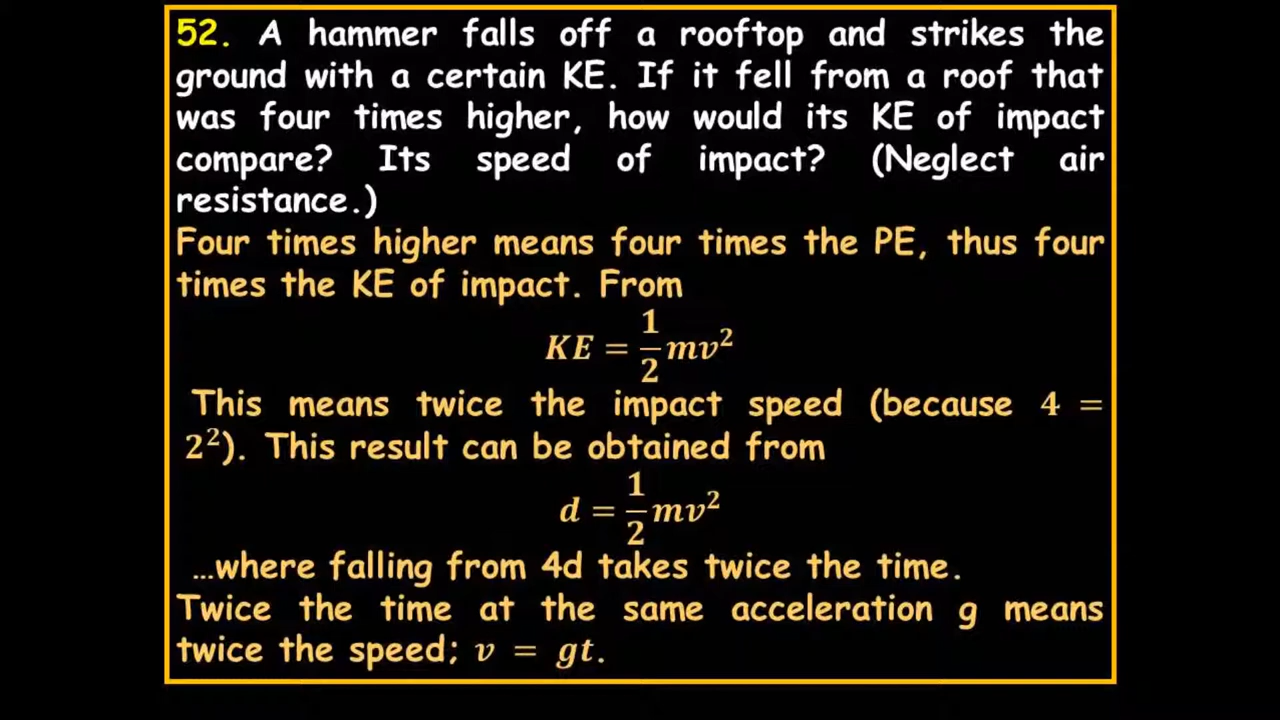 52. A hammer falls off a rooftop and strikes the
ground with a certain KE. If it fell from a roof that
was four times higher, how would its KE of impact
compare? Its speed of impact? (Neglect air
resistance.)
Four times higher means four times the PE, thus four
times the KE of impact. From
KE = 1/2 mv²
This means twice the impact speed (because 4 =
2²). This result can be obtained from
d = 1/2 mv²
…where falling from 4d takes twice the time.
Twice the time at the same acceleration g means
twice the speed; v = gt.